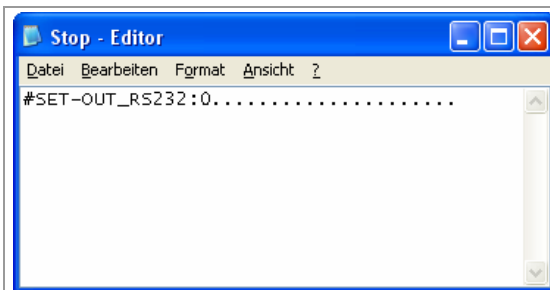 Stop - Editor
Datei Bearbeiten Format Ansicht ?
#SET-OUT_RS232:0.....................